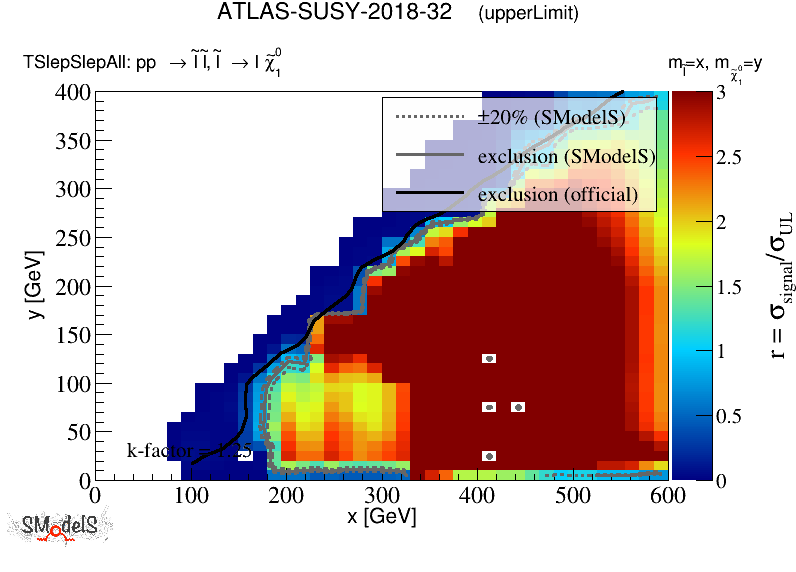 ATLAS-SUSY-2018-32 (upperLimit)
TSlepSlepAll: pp → l̃ l̃, l̃ → l χ̃₁⁰
m_l̃=x, m_χ̃₁⁰=y
±20% (SModelS)
exclusion (SModelS)
exclusion (official)
400
350
300
250
200
150
100
50
0
y [GeV]
k-factor = 1.25
0 100 200 300 400 500 600
x [GeV]
3
2.5
2
1.5
1
0.5
0
r = σ_signal/σ_UL
SModelS